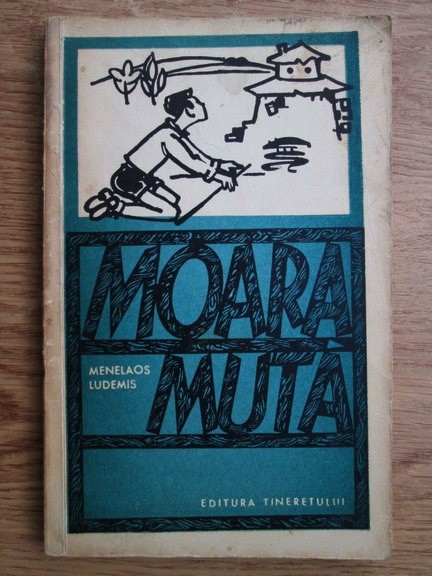 MOARA
MUTĂ
MENELAOS
LUDEMIS
EDITURA TINERETULUI